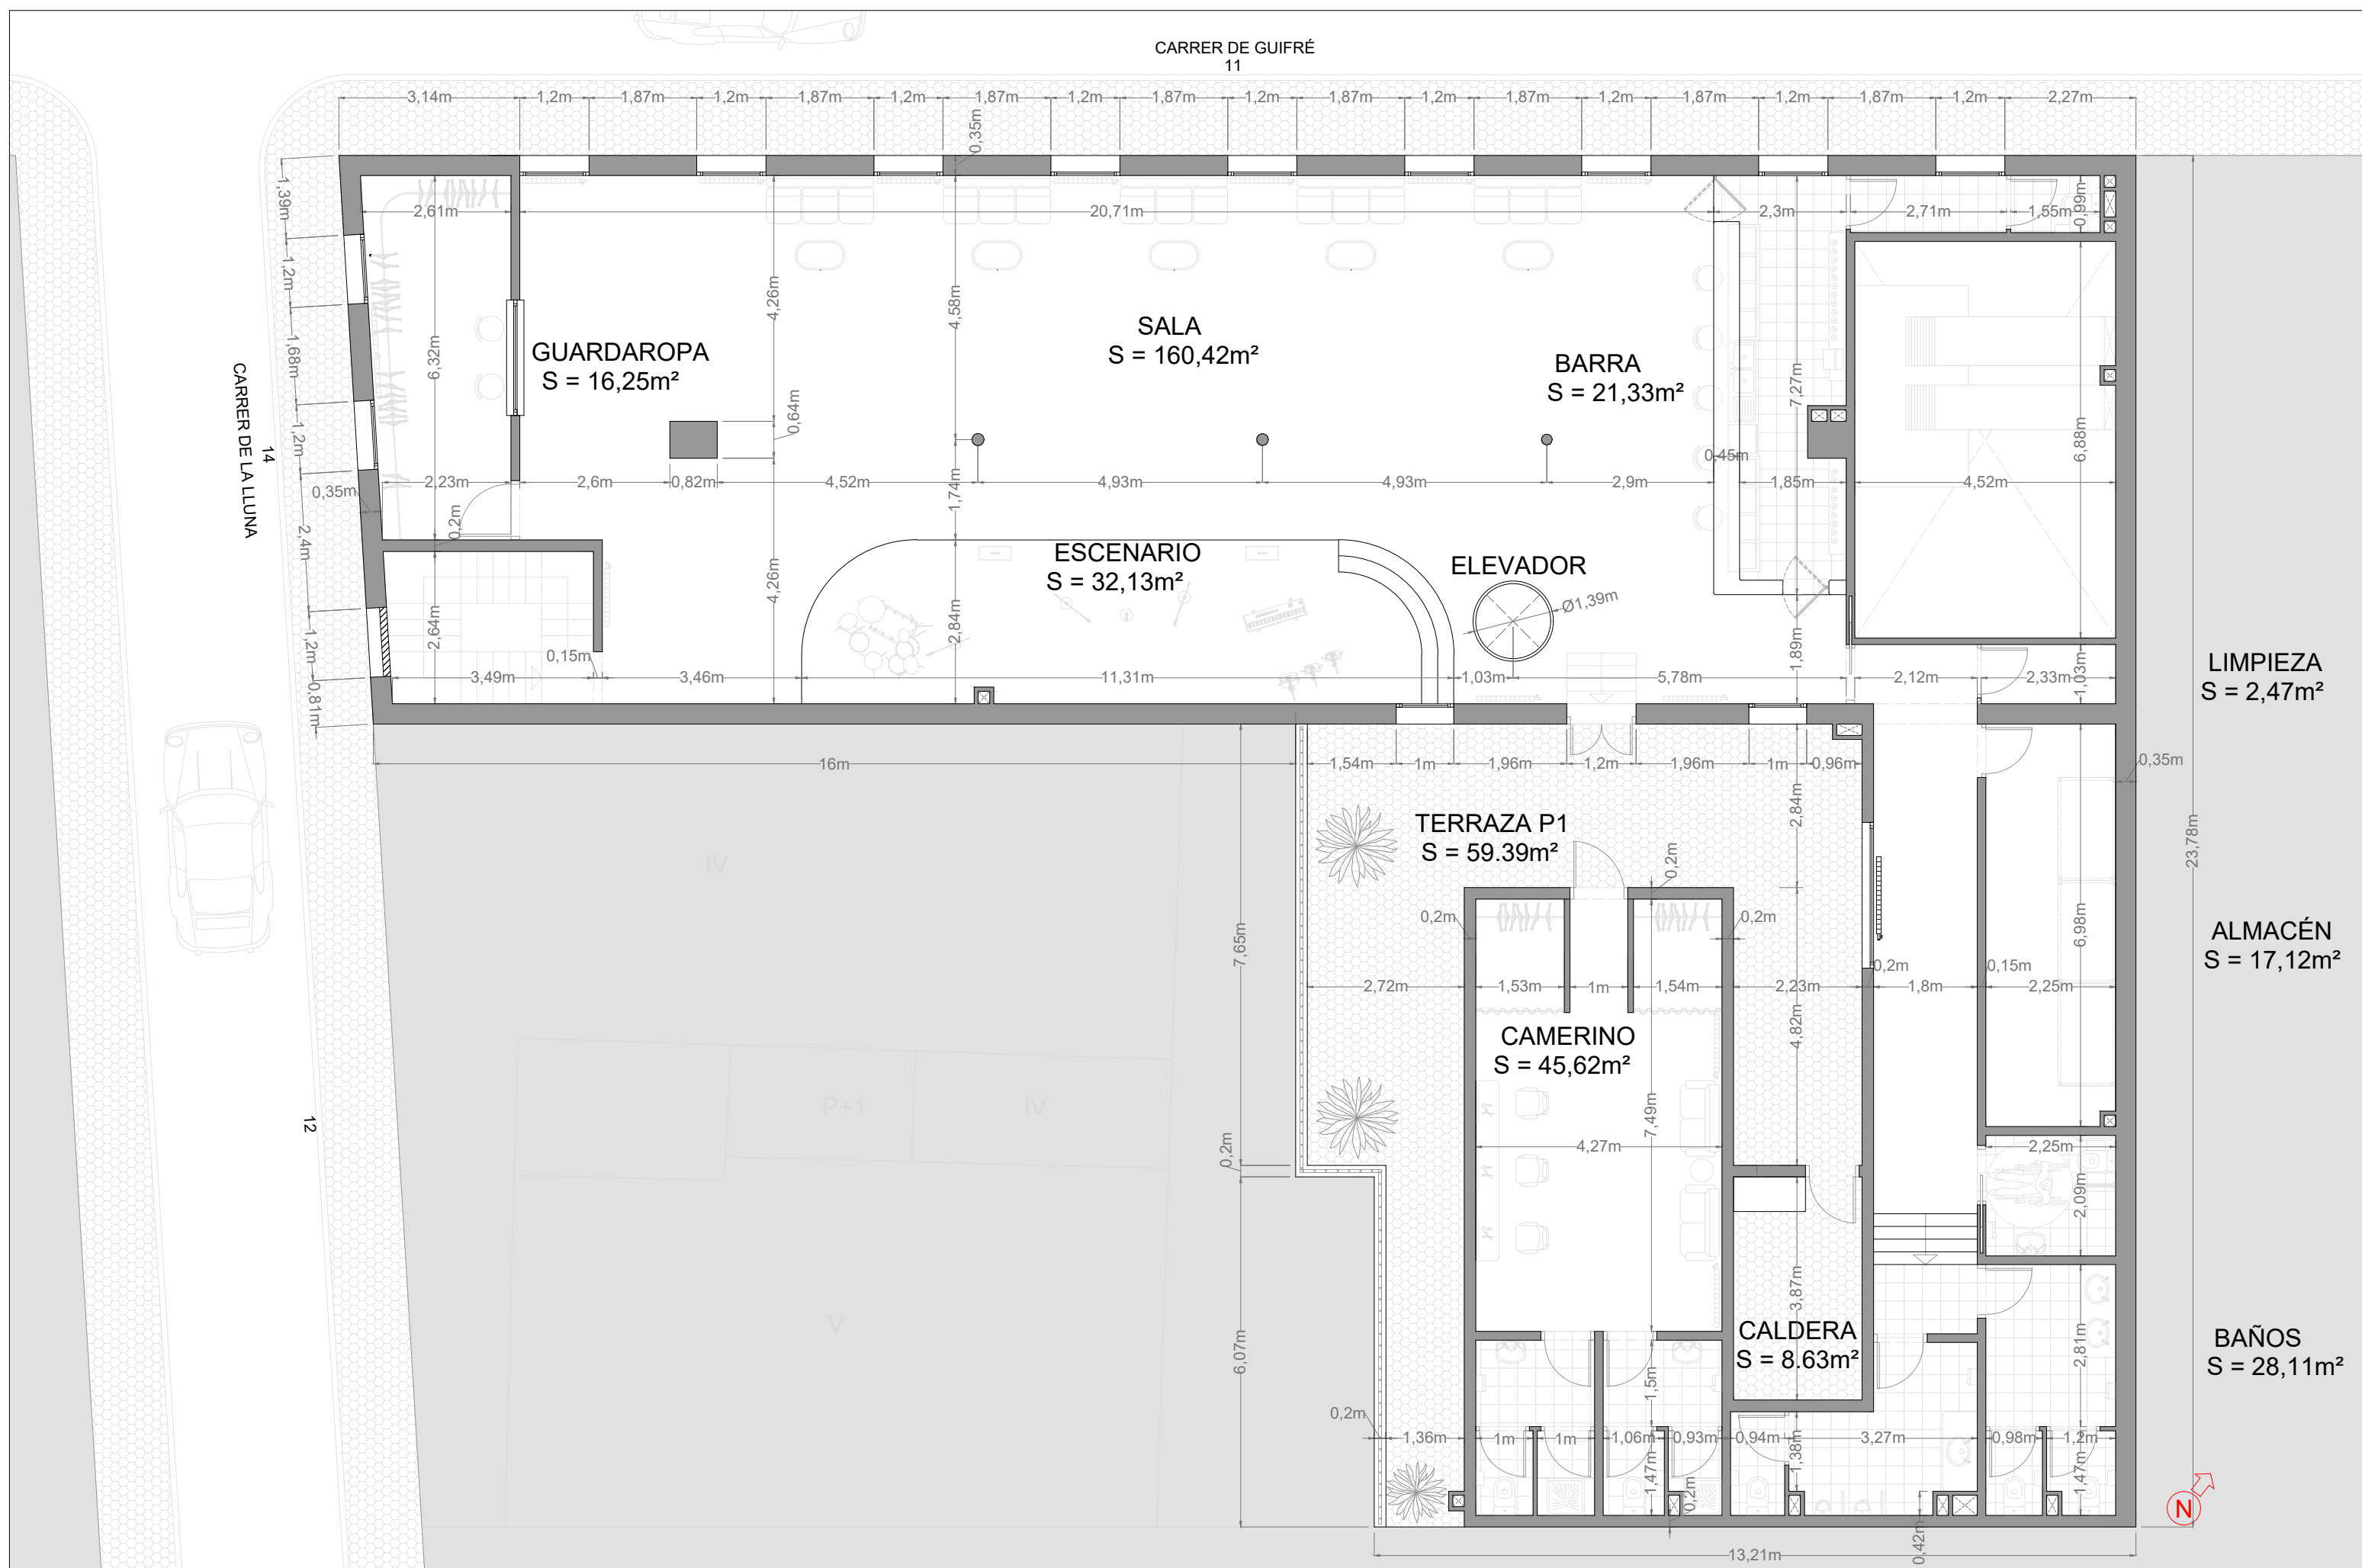 CARRER DE GUIFRÉ
11
3,14m 1,2m 1,87m 1,2m 1,87m 1,2m 1,87m 1,2m 1,87m 1,2m 1,87m 1,2m 1,87m 1,2m 1,87m 1,2m 1,87m 1,2m 2,27m
0,35m
1,39m
1,2m
1,68m
1,2m
2,4m
1,2m
0,81m
CARRER DE LA LLUNA
14
12
2,61m 20,71m 2,3m 2,71m 1,55m 0,99m
6,32m
4,26m
4,58m
7,27m
6,88m
GUARDAROPA
S = 16,25m²
SALA
S = 160,42m²
BARRA
S = 21,33m²
0,64m
0,45m
0,35m
2,23m 2,6m 0,82m 4,52m 4,93m 4,93m 2,9m 1,85m 4,52m
1,74m
0,2m
ESCENARIO
S = 32,13m²
ELEVADOR
Ø1,39m
4,26m
2,84m
2,64m
0,15m
1,89m
1,03m
3,49m 3,46m 11,31m 1,03m 5,78m 2,12m 2,33m
LIMPIEZA
S = 2,47m²
16m 1,54m 1m 1,96m 1,2m 1,96m 1m 0,96m
0,35m
2,84m
23,78m
TERRAZA P1
S = 59.39m²
0,2m
IV
0,2m
0,2m
7,65m
6,98m
ALMACÉN
S = 17,12m²
0,2m
0,15m
2,72m 1,53m 1m 1,54m 2,23m 1,8m 2,25m
4,82m
CAMERINO
S = 45,62m²
7,49m
P+1
IV
4,27m
0,2m
2,25m
2,09m
V
3,87m
6,07m
CALDERA
S = 8.63m²
2,81m
BAÑOS
S = 28,11m²
1,5m
0,2m
1,36m 1m 1m 1,06m 0,93m 0,94m 3,27m 0,98m 1,2m
1,38m
1,47m
0,2m
1,47m
0,42m
13,21m
N